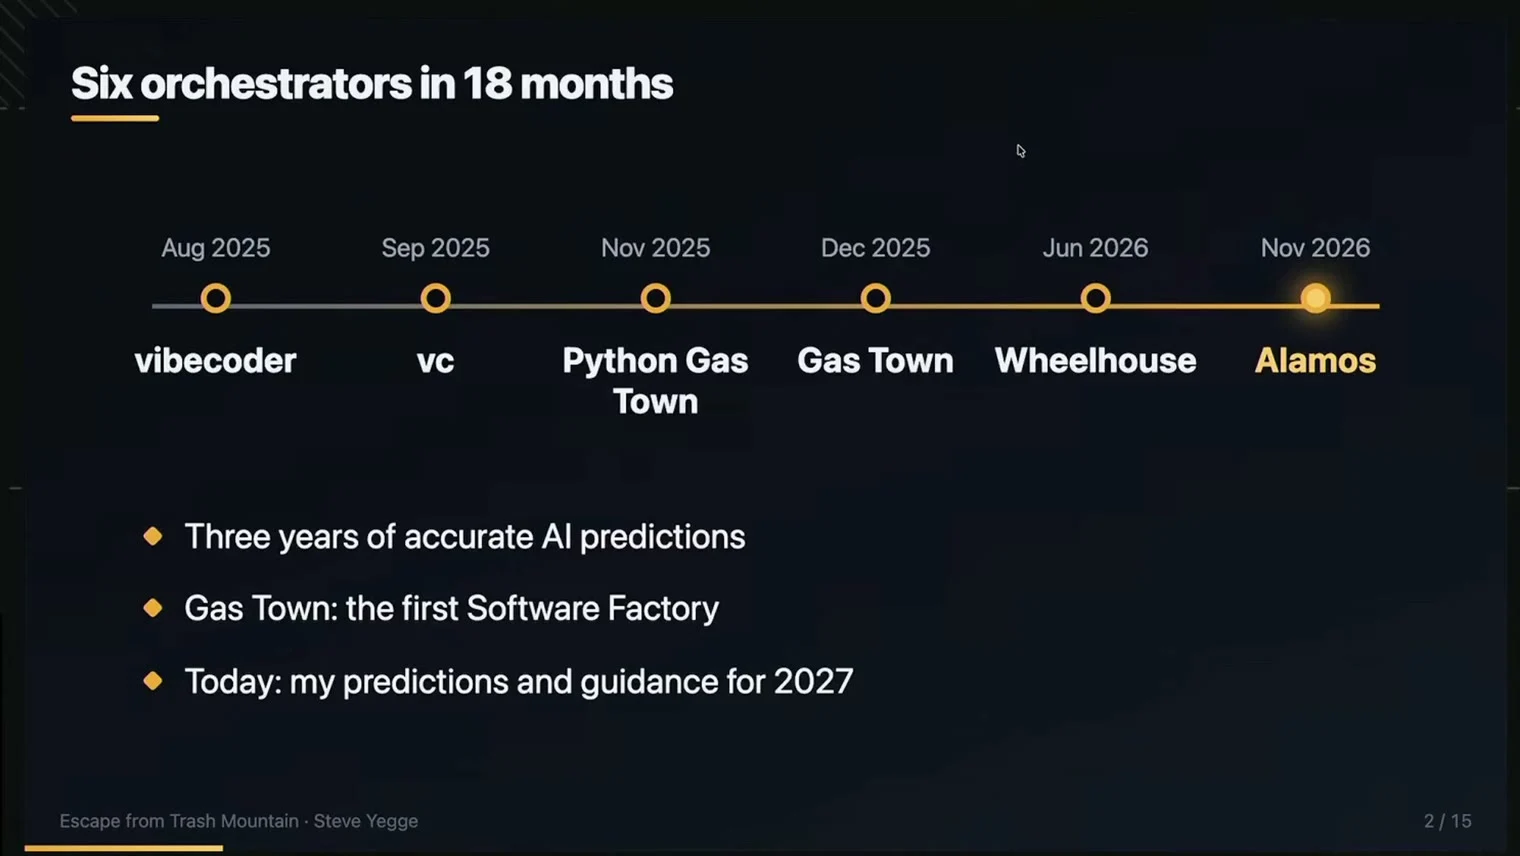 Six orchestrators in 18 months
Aug 2025
Sep 2025
Nov 2025
Dec 2025
Jun 2026
Nov 2026
vibecoder
vc
Python Gas
Town
Gas Town
Wheelhouse
Alamos
Three years of accurate AI predictions
Gas Town: the first Software Factory
Today: my predictions and guidance for 2027
Escape from Trash Mountain · Steve Yegge
2 / 15